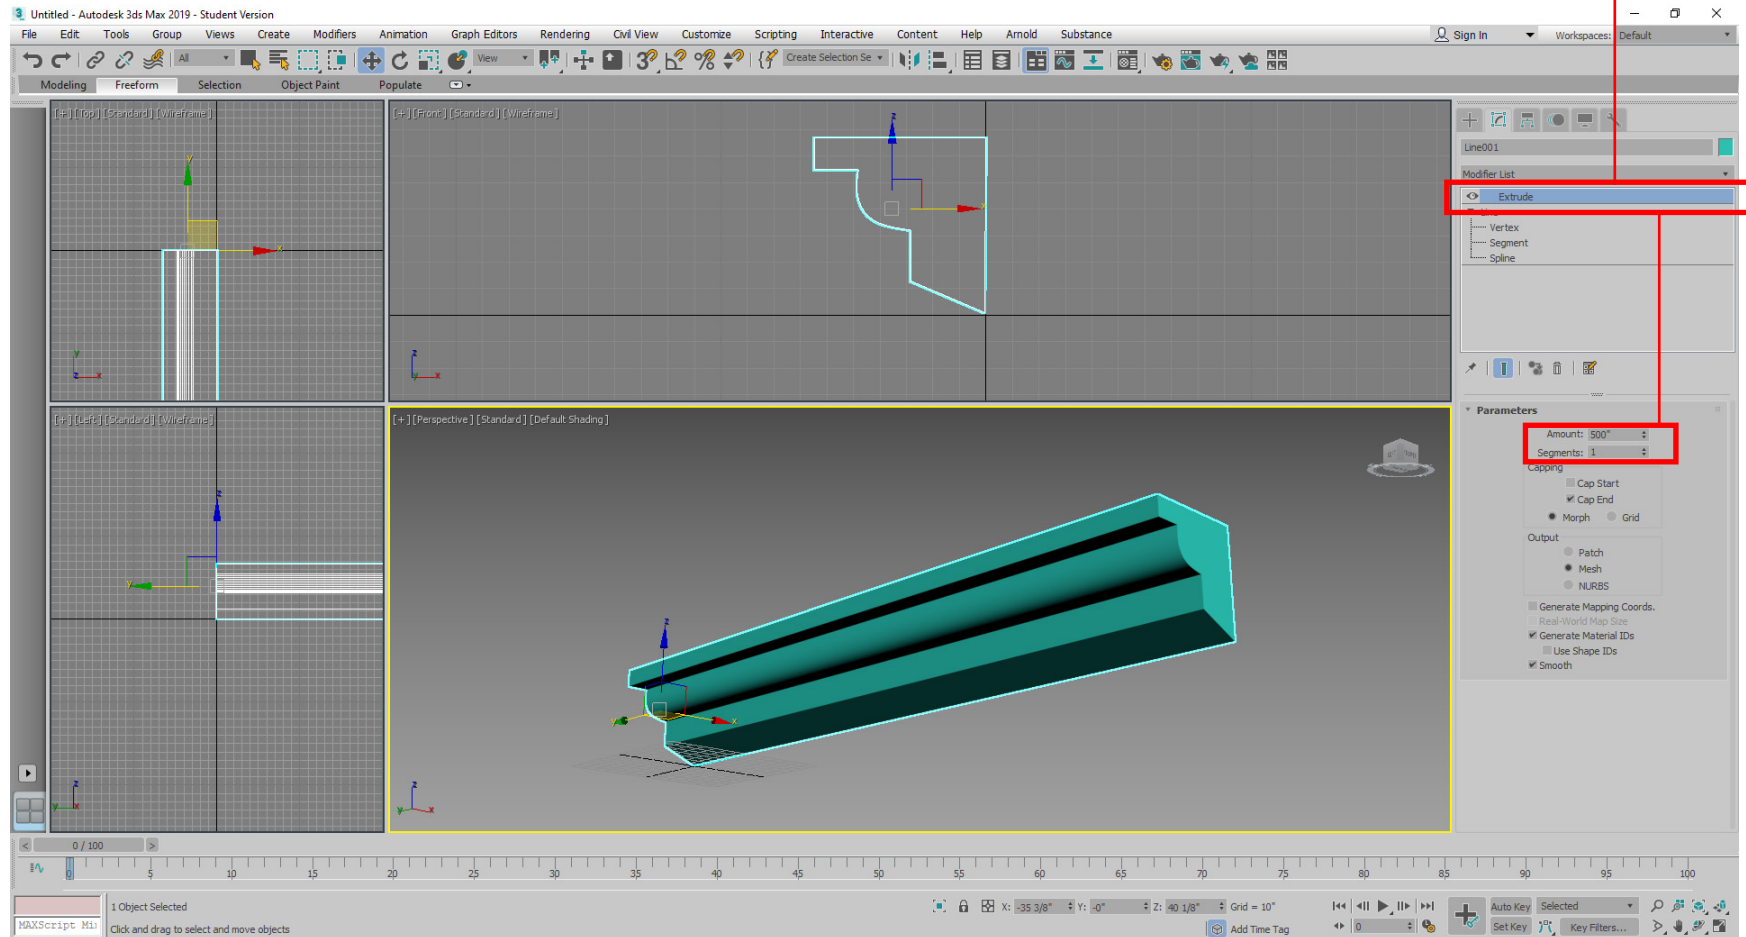 3 Untitled - Autodesk 3ds Max 2019 - Student Version
File Edit Tools Group Views Create Modifiers Animation Graph Editors Rendering Civil View Customize Scripting Interactive Content Help Arnold Substance Sign In Workspaces: Default
All View Create Selection Se
Modeling Freeform Selection Object Paint Populate
[+] [Top] [Standard] [Wireframe]
[+] [Front] [Standard] [Wireframe]
Line001
Modifier List
Extrude
Vertex
Segment
Spline
[+] [Left] [Standard] [Wireframe]
[+] [Perspective] [Standard] [Default Shading]
Parameters
Amount: 500"
Segments: 1
Capping
Cap Start
Cap End
Morph Grid
Output
Patch
Mesh
NURBS
Generate Mapping Coords.
Real-World Map Size
Generate Material IDs
Use Shape IDs
Smooth
z
x
y
x
z
y
z
y
z
x
y
y
z x
z
y x
z
y x
z
y x
< 0 / 100 >
0 5 10 15 20 25 30 35 40 45 50 55 60 65 70 75 80 85 90 95 100
1 Object Selected
X: -35 3/8" Y: -0" Z: 40 1/8" Grid = 10"
Auto Key Selected
MAXScript Mi
Click and drag to select and move objects
Add Time Tag
0
Set Key Key Filters...